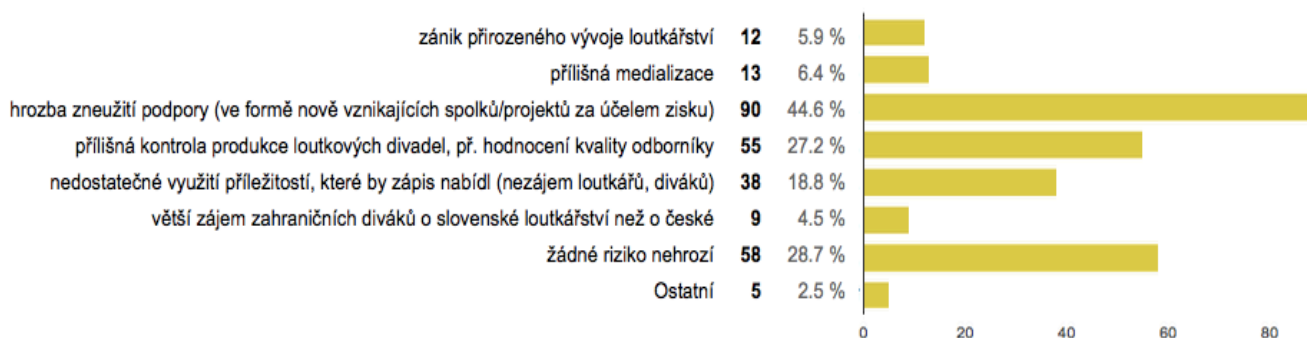 zánik přirozeného vývoje loutkářství 12 5.9 %
přílišná medializace 13 6.4 %
hrozba zneužití podpory (ve formě nově vznikajících spolků/projektů za účelem zisku) 90 44.6 %
přílišná kontrola produkce loutkových divadel, př. hodnocení kvality odborníky 55 27.2 %
nedostatečné využití příležitostí, které by zápis nabídl (nezájem loutkářů, diváků) 38 18.8 %
větší zájem zahraničních diváků o slovenské loutkářství než o české 9 4.5 %
žádné riziko nehrozí 58 28.7 %
Ostatní 5 2.5 %
0 20 40 60 80